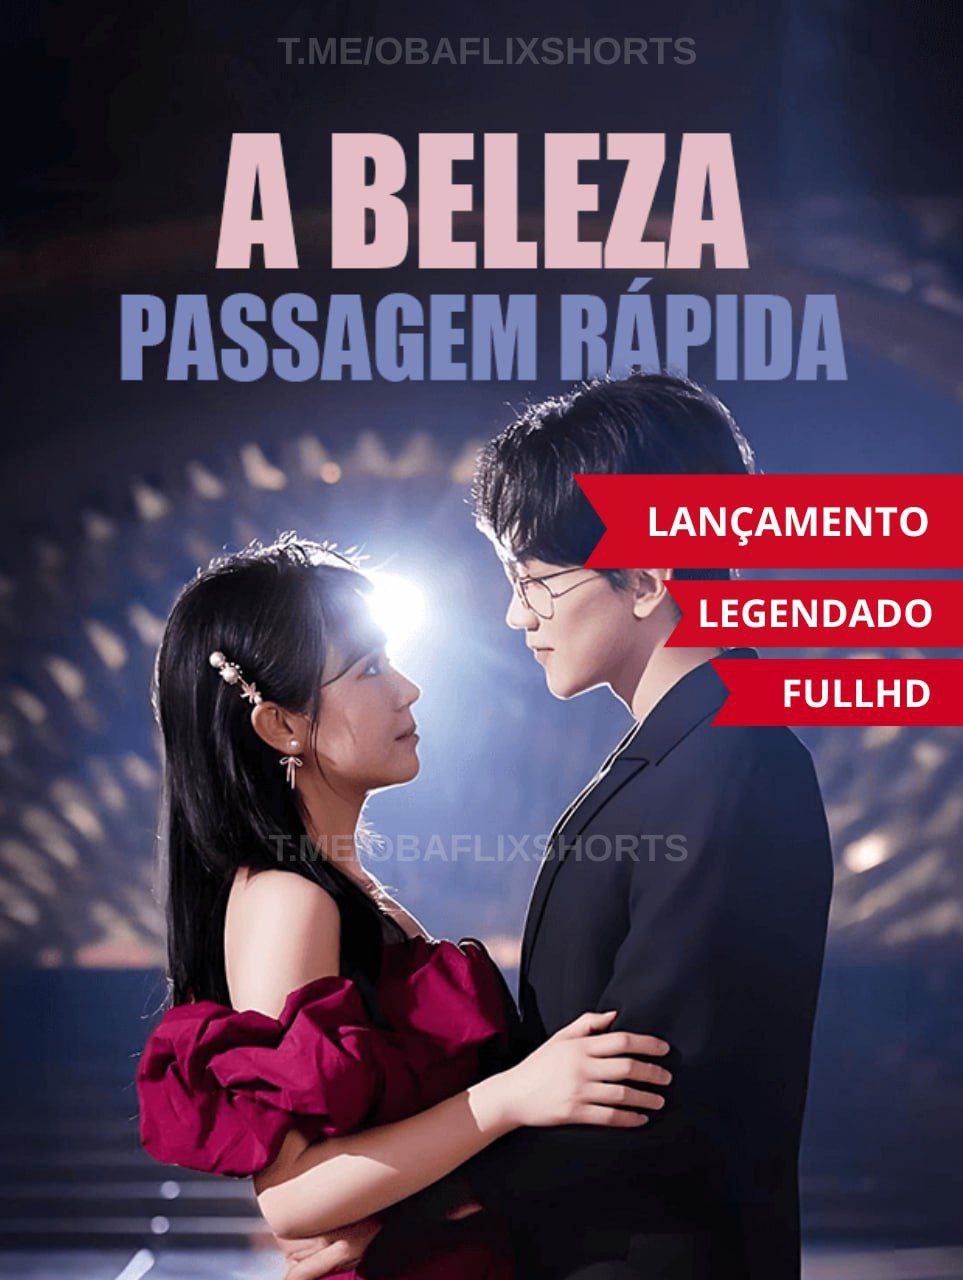 T.ME/OBAFLIXSHORTS
A BELEZA
PASSAGEM RÁPIDA
LANÇAMENTO
LEGENDADO
FULLHD
T.ME/OBAFLIXSHORTS